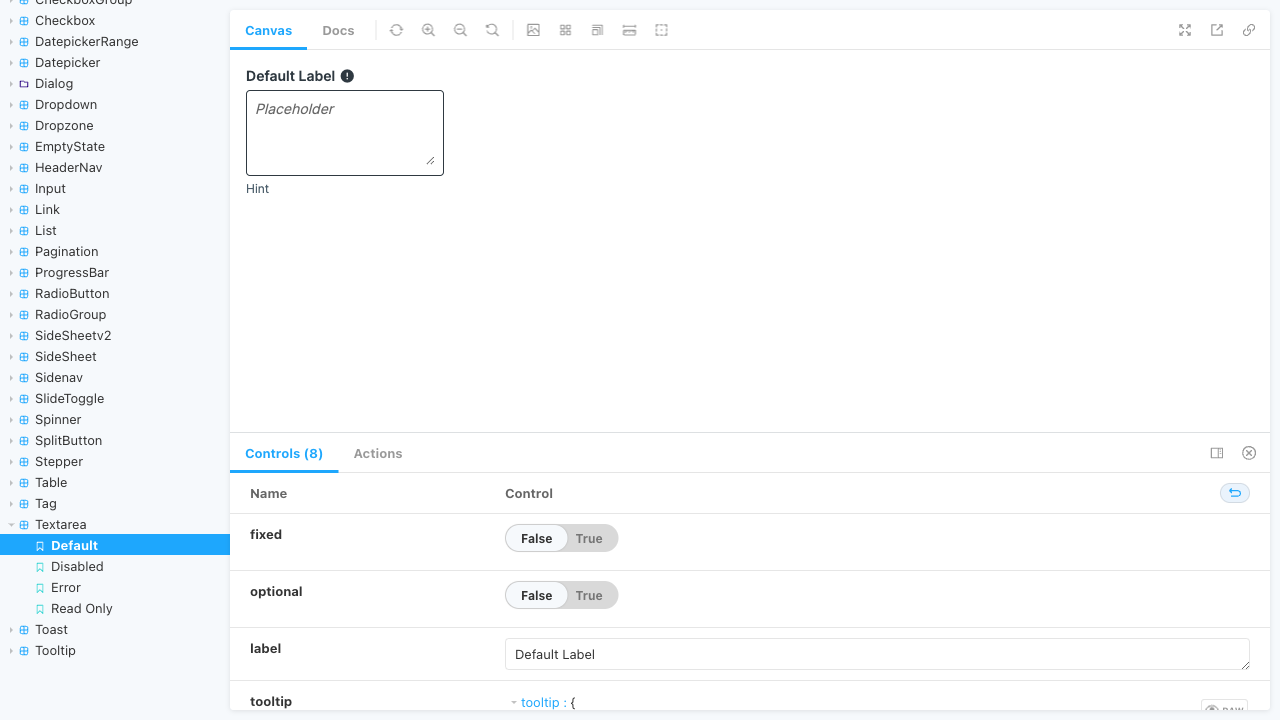 CheckboxGroup
Checkbox
DatepickerRange
Datepicker
Dialog
Dropdown
Dropzone
EmptyState
HeaderNav
Input
Link
List
Pagination
ProgressBar
RadioButton
RadioGroup
SideSheetv2
SideSheet
Sidenav
SlideToggle
Spinner
SplitButton
Stepper
Table
Tag
Textarea
Default
Disabled
Error
Read Only
Toast
Tooltip
Canvas Docs
Default Label
Placeholder
Hint
Controls (8) Actions
Name Control
fixed False True
optional False True
label Default Label
tooltip tooltip : {
RAW